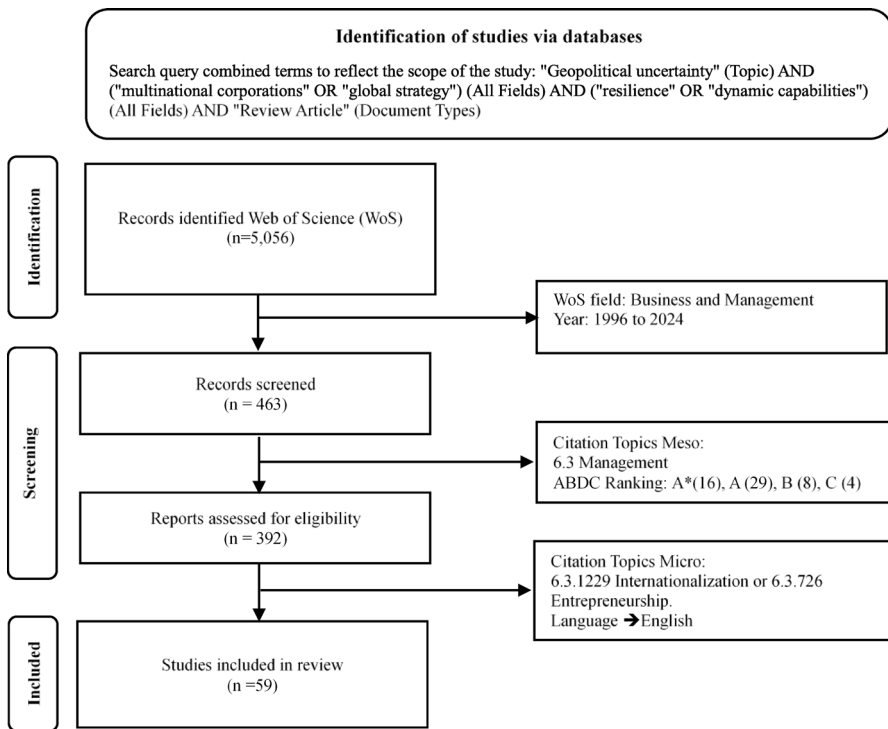 Identification of studies via databases
Search query combined terms to reflect the scope of the study: "Geopolitical uncertainty" (Topic) AND
("multinational corporations" OR "global strategy") (All Fields) AND ("resilience" OR "dynamic capabilities")
(All Fields) AND "Review Article" (Document Types)
Identification
Records identified Web of Science (WoS)
(n=5,056)
WoS field: Business and Management
Year: 1996 to 2024
Screening
Records screened
(n = 463)
Citation Topics Meso:
6.3 Management
ABDC Ranking: A*(16), A (29), B (8), C (4)
Reports assessed for eligibility
(n = 392)
Citation Topics Micro:
6.3.1229 Internationalization or 6.3.726
Entrepreneurship.
Language ➔English
Included
Studies included in review
(n =59)